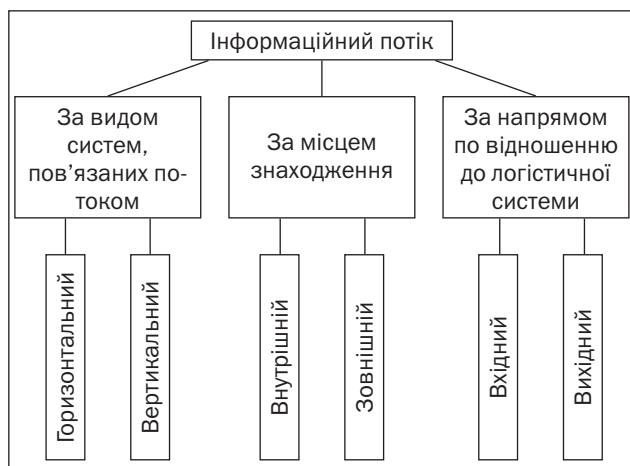 Інформаційний потік
За видом
систем,
пов’язаних по-
током
За місцем
знаходження
За напрямом
по відношенню
до логістичної
системи
Горизонтальний
Вертикальний
Внутрішній
Зовнішній
Вхідний
Вихідний